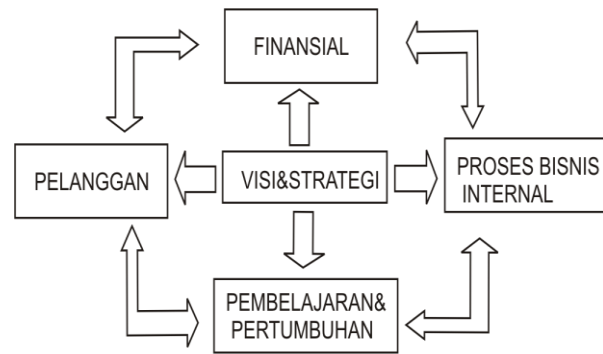 FINANSIAL
PELANGGAN
VISI&STRATEGI
PROSES BISNIS
INTERNAL
PEMBELAJARAN&
PERTUMBUHAN